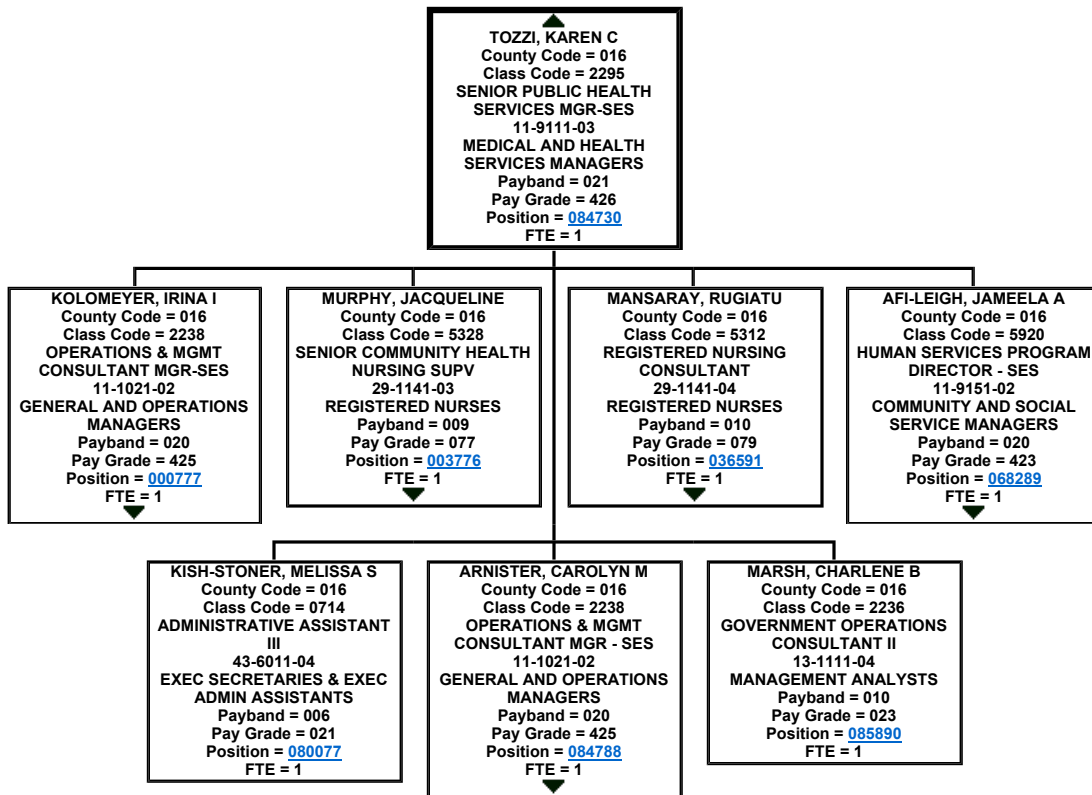 TOZZI, KAREN C
County Code = 016
Class Code = 2295
SENIOR PUBLIC HEALTH
SERVICES MGR-SES
11-9111-03
MEDICAL AND HEALTH
SERVICES MANAGERS
Payband = 021
Pay Grade = 426
Position = 084730
FTE = 1
KOLOMEYER, IRINA I
County Code = 016
Class Code = 2238
OPERATIONS & MGMT
CONSULTANT MGR-SES
11-1021-02
GENERAL AND OPERATIONS
MANAGERS
Payband = 020
Pay Grade = 425
Position = 000777
FTE = 1
MURPHY, JACQUELINE
County Code = 016
Class Code = 5328
SENIOR COMMUNITY HEALTH
NURSING SUPV
29-1141-03
REGISTERED NURSES
Payband = 009
Pay Grade = 077
Position = 003776
FTE = 1
MANSARAY, RUGIATU
County Code = 016
Class Code = 5312
REGISTERED NURSING
CONSULTANT
29-1141-04
REGISTERED NURSES
Payband = 010
Pay Grade = 079
Position = 036591
FTE = 1
AFI-LEIGH, JAMEELA A
County Code = 016
Class Code = 5920
HUMAN SERVICES PROGRAM
DIRECTOR - SES
11-9151-02
COMMUNITY AND SOCIAL
SERVICE MANAGERS
Payband = 020
Pay Grade = 423
Position = 068289
FTE = 1
KISH-STONER, MELISSA S
County Code = 016
Class Code = 0714
ADMINISTRATIVE ASSISTANT
III
43-6011-04
EXEC SECRETARIES & EXEC
ADMIN ASSISTANTS
Payband = 006
Pay Grade = 021
Position = 080077
FTE = 1
ARNISTER, CAROLYN M
County Code = 016
Class Code = 2238
OPERATIONS & MGMT
CONSULTANT MGR - SES
11-1021-02
GENERAL AND OPERATIONS
MANAGERS
Payband = 020
Pay Grade = 425
Position = 084788
FTE = 1
MARSH, CHARLENE B
County Code = 016
Class Code = 2236
GOVERNMENT OPERATIONS
CONSULTANT II
13-1111-04
MANAGEMENT ANALYSTS
Payband = 010
Pay Grade = 023
Position = 085890
FTE = 1